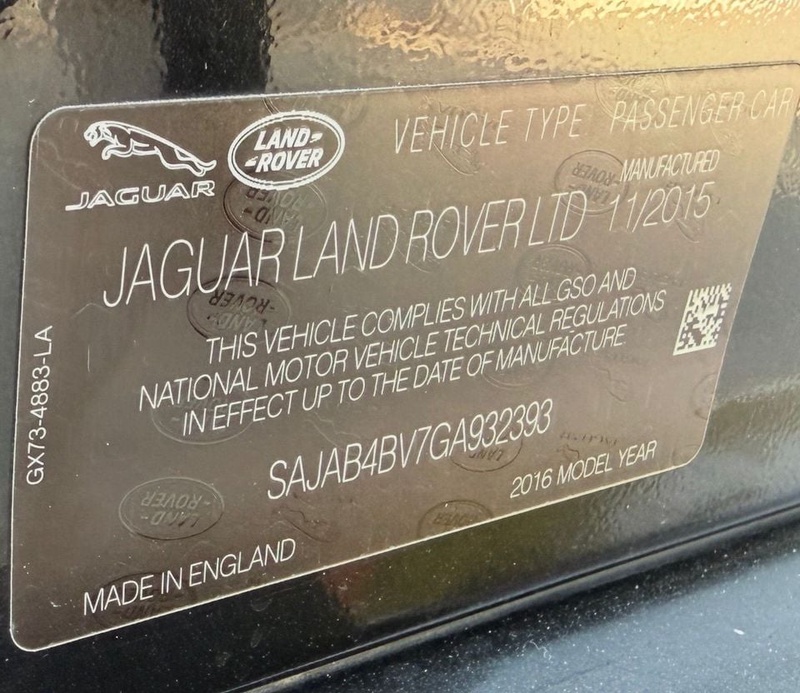 JAGUAR
LAND-
-ROVER
VEHICLE TYPE PASSENGER CAR
MANUFACTURED
JAGUAR LAND ROVER LTD 11/2015
THIS VEHICLE COMPLIES WITH ALL GSO AND
NATIONAL MOTOR VEHICLE TECHNICAL REGULATIONS
IN EFFECT UP TO THE DATE OF MANUFACTURE
GX73-4883-LA
SAJAB4BV7GA932393
2016 MODEL YEAR
MADE IN ENGLAND